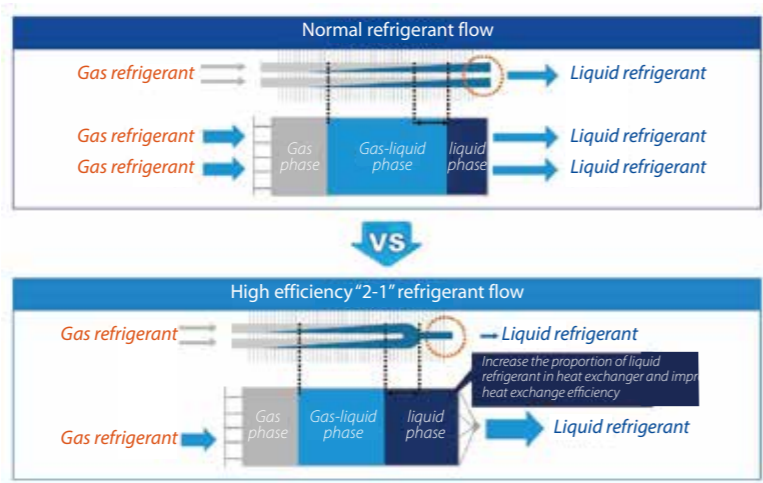 Normal refrigerant flow
Gas refrigerant
Liquid refrigerant
Gas refrigerant
Liquid refrigerant
Gas refrigerant
Liquid refrigerant
Gas
phase
Gas-liquid
phase
liquid
phase
VS
High efficiency “2-1” refrigerant flow
Gas refrigerant
Liquid refrigerant
Increase the proportion of liquid
refrigerant in heat exchanger and impr
heat exchange efficiency
Gas
phase
Gas-liquid
phase
liquid
phase
Gas refrigerant
Liquid refrigerant